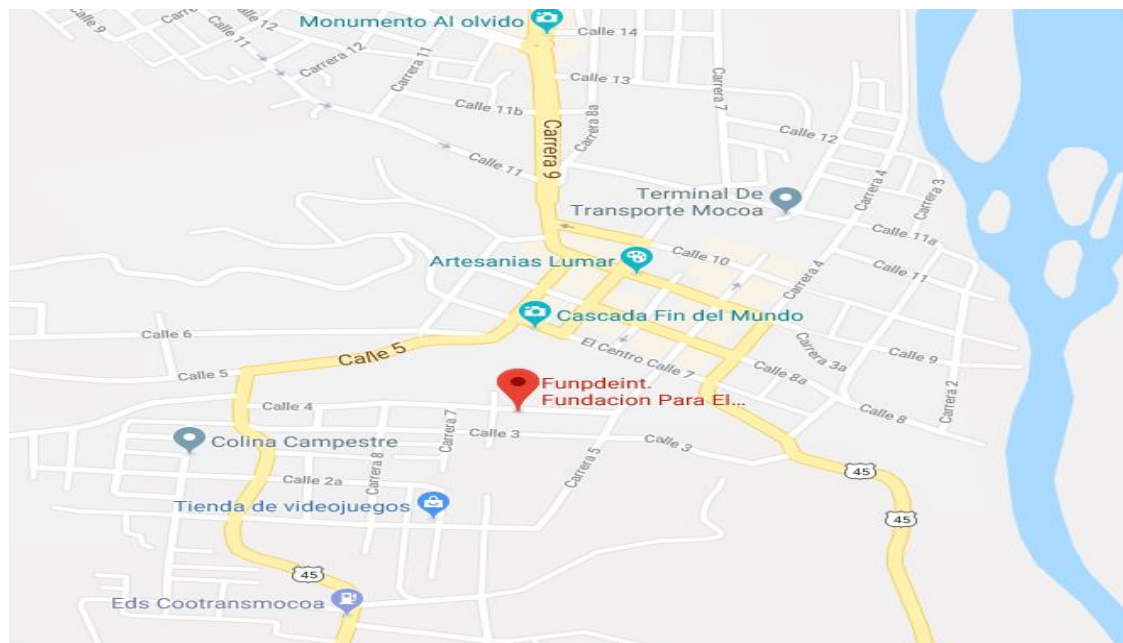 Monumento Al olvido
Calle 14
Calle 9
Calle 12
Calle 11
Carrera 12
Carrera 11
Calle 13
Carrera 7
Calle 11b
Carrera 8a
Carrera 9
Calle 12
Calle 11
Carrera 4
Carrera 3
Terminal De
Transporte Mocoa
Calle 11a
Calle 10
Calle 11
Artesanias Lumar
Carrera 4
Cascada Fin del Mundo
Calle 6
Calle 5
El Centro Calle 7
Carrera 3a
Calle 9
Calle 5
Calle 8a
Carrera 2
Funpdeint.
Fundacion Para El...
Calle 8
Calle 4
Carrera 7
Calle 3
Colina Campestre
Calle 3
Carrera 8
Carrera 5
45
Calle 2a
Tienda de videojuegos
45
45
Eds Cootransmocoa